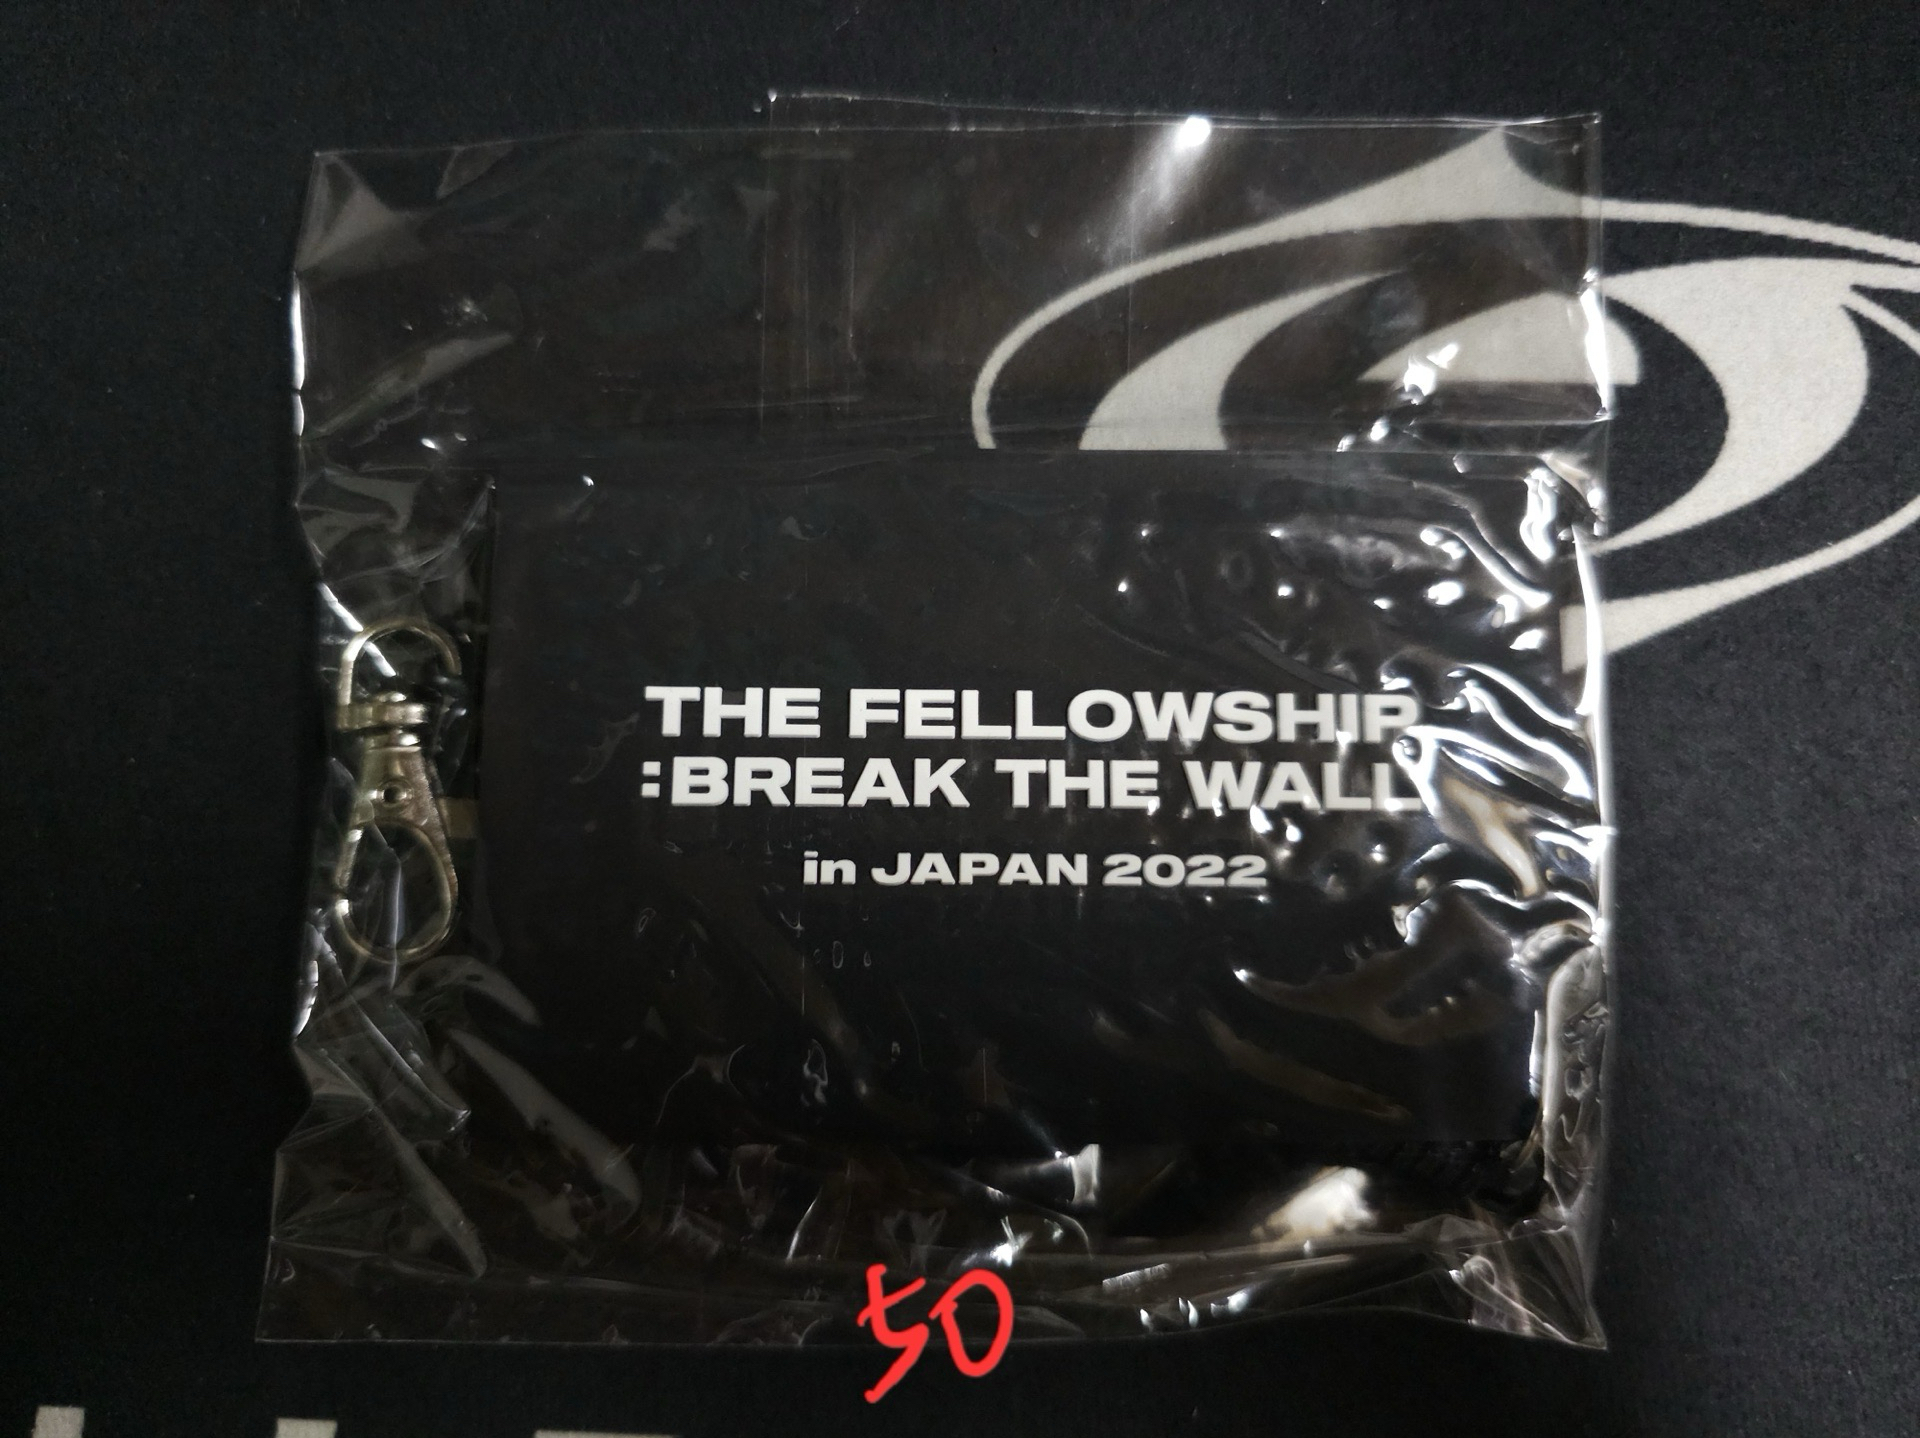 THE FELLOWSHIP
:BREAK THE WALL
in JAPAN 2022
50